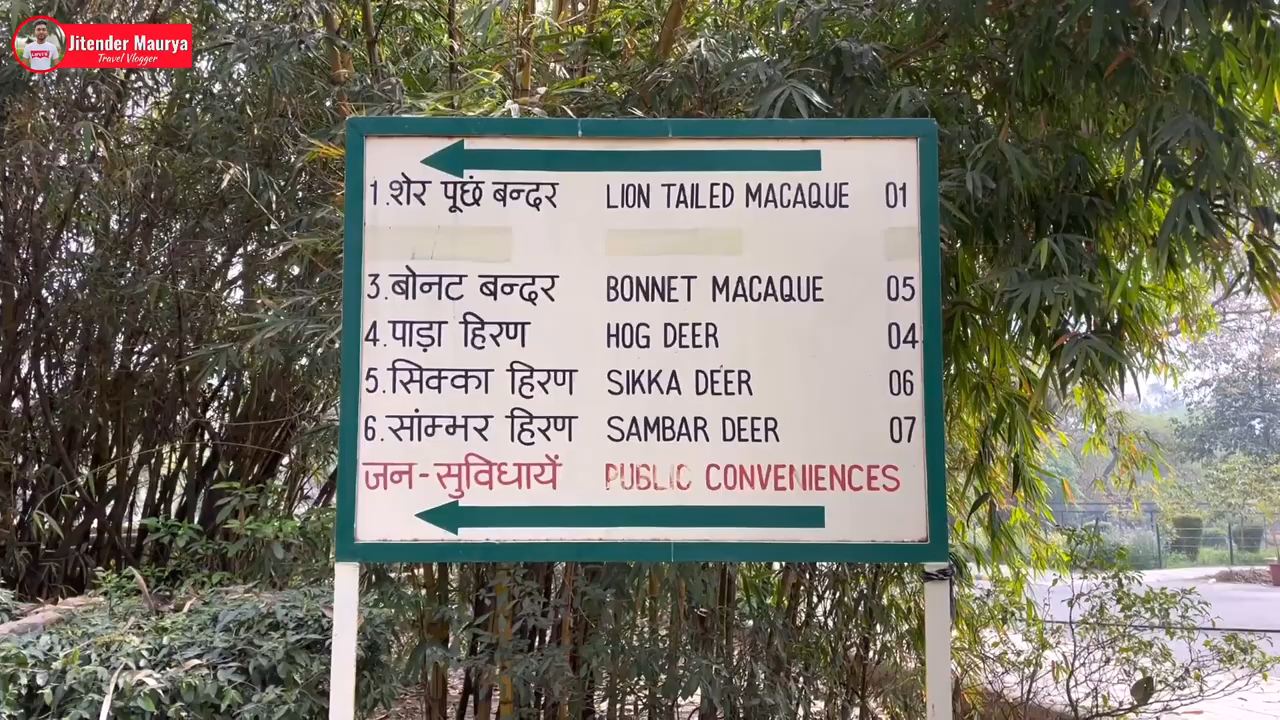 Jitender Maurya
Travel Vlogger
1.शेर पूछं बन्दर LION TAILED MACAQUE 01
3.बोनट बन्दर BONNET MACAQUE 05
4.पाड़ा हिरण HOG DEER 04
5.सिक्का हिरण SIKKA DEER 06
6.सांम्भर हिरण SAMBAR DEER 07
जन-सुविधायें PUBLIC CONVENIENCES